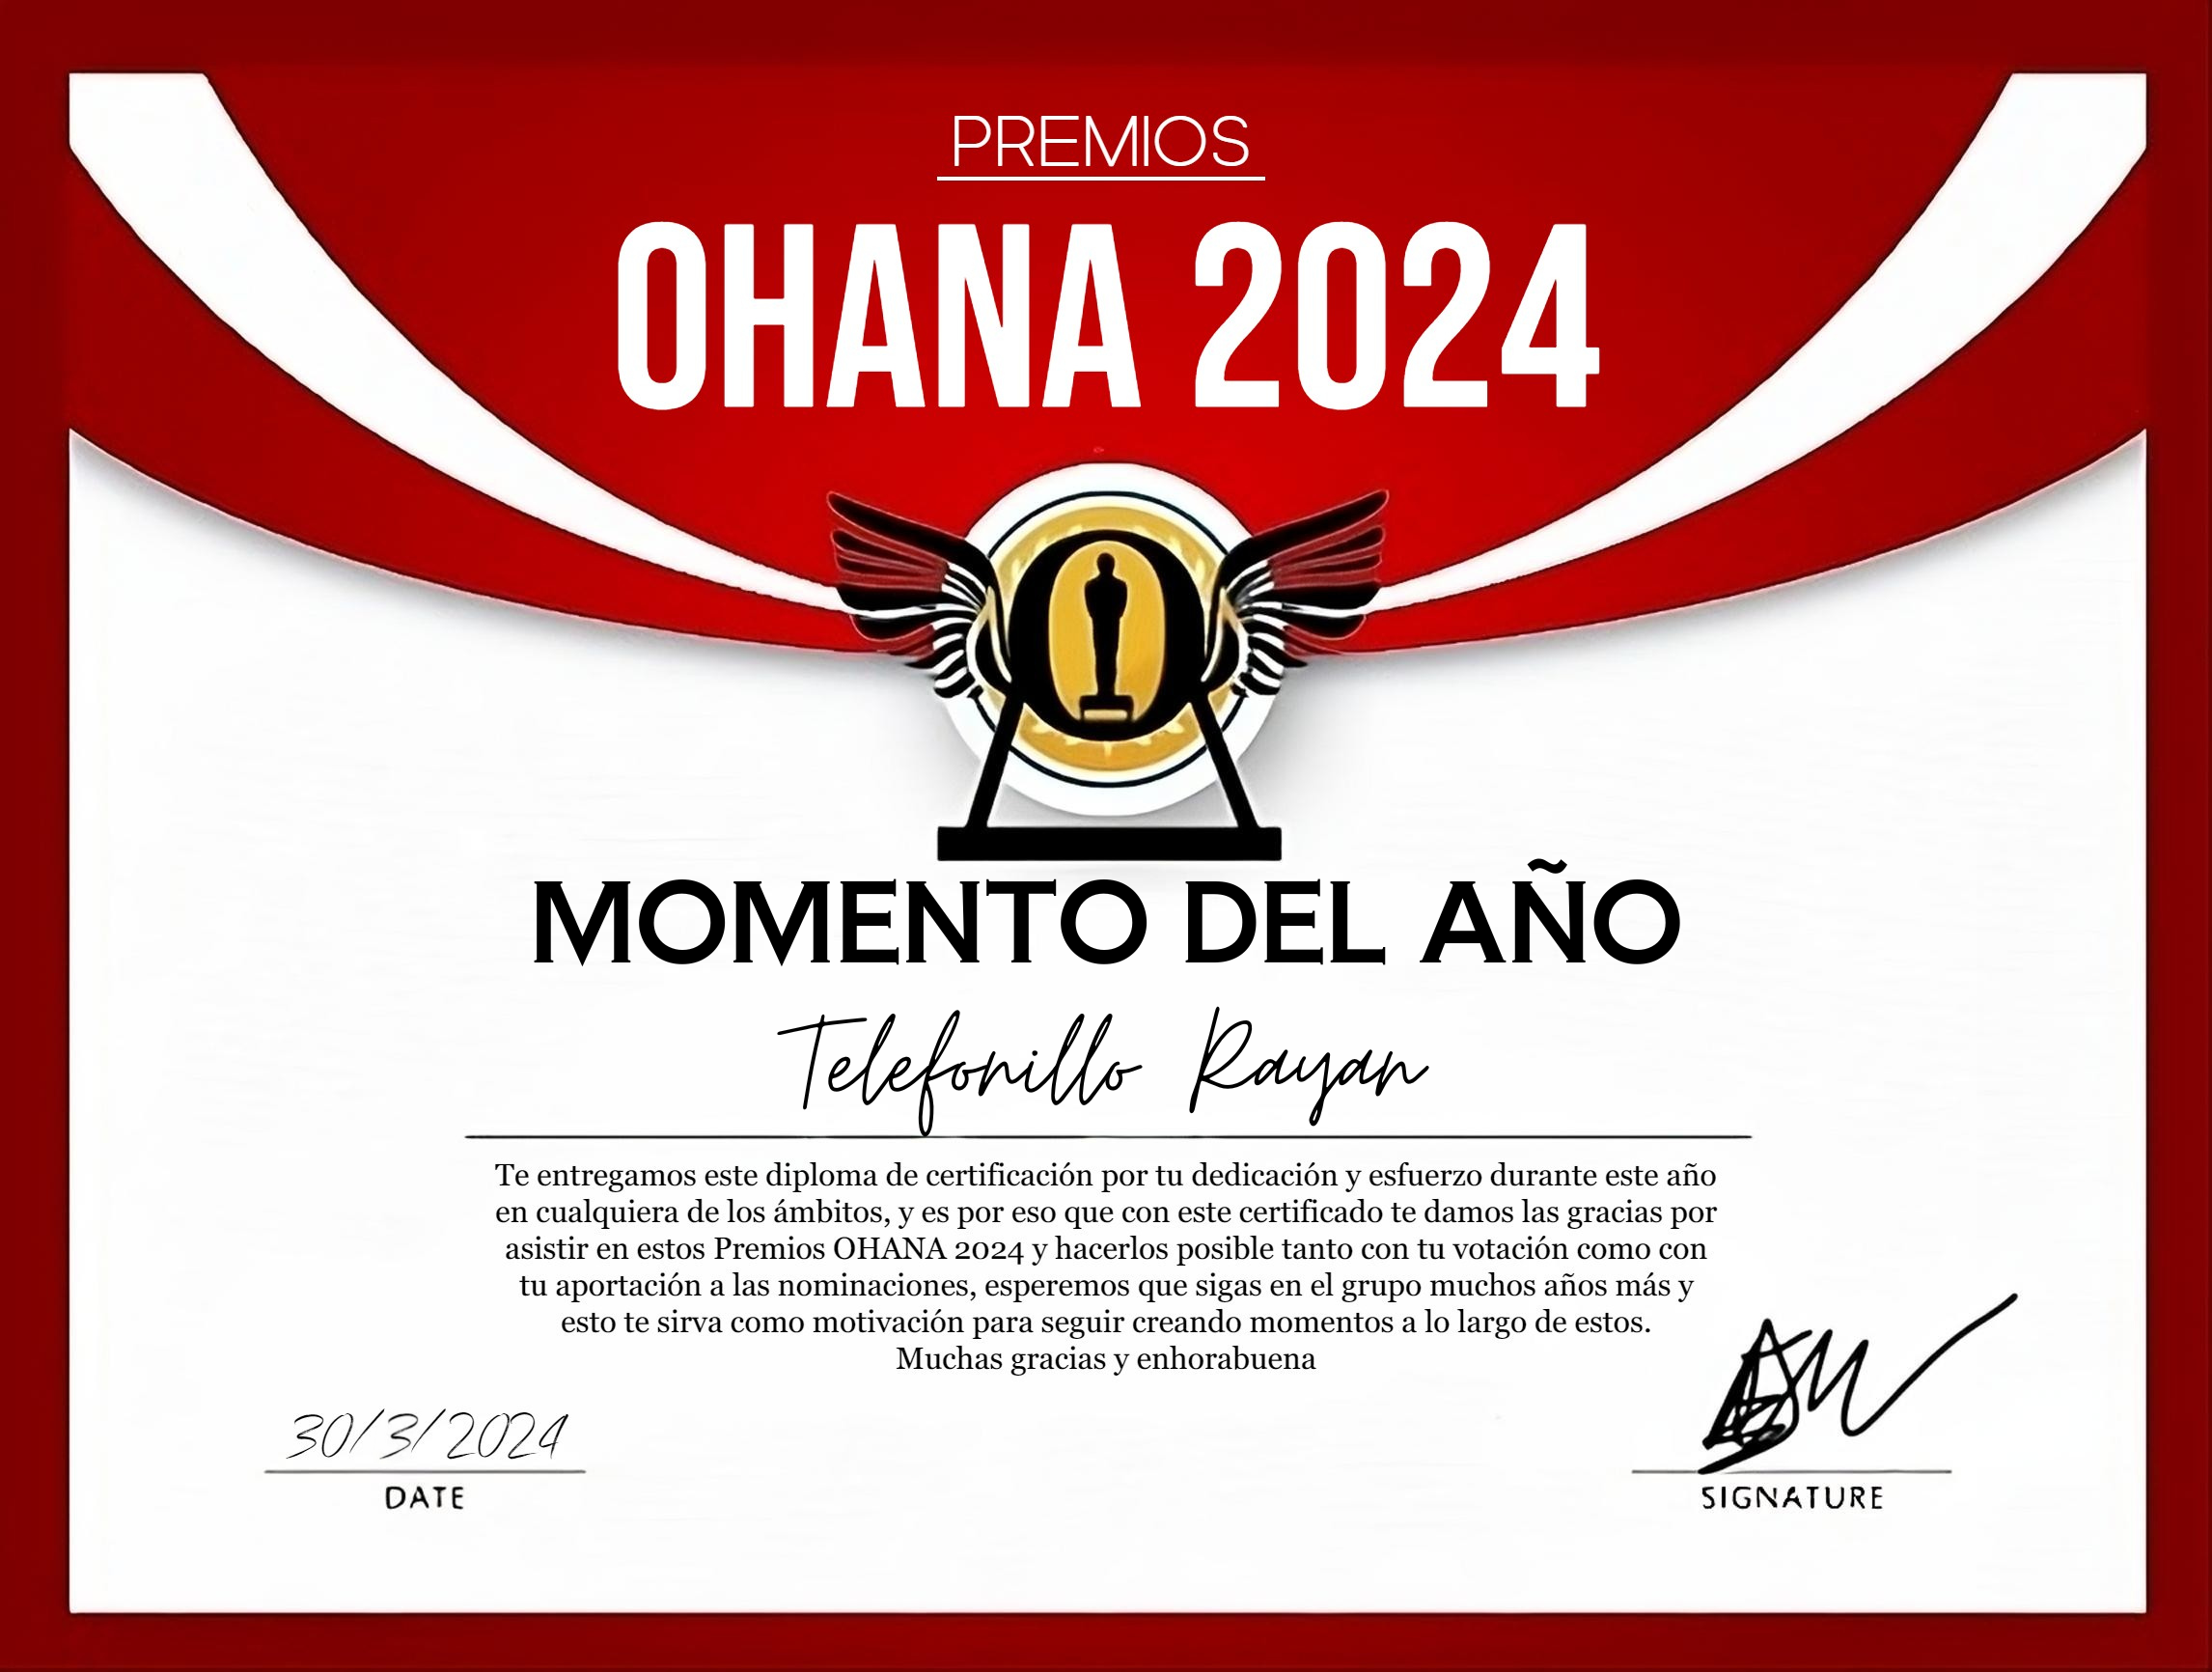 PREMIOS
OHANA 2024
MOMENTO DEL AÑO
Telefonillo Rayan
Te entregamos este diploma de certificación por tu dedicación y esfuerzo durante este año
en cualquiera de los ámbitos, y es por eso que con este certificado te damos las gracias por
asistir en estos Premios OHANA 2024 y hacerlos posible tanto con tu votación como con
tu aportación a las nominaciones, esperemos que sigas en el grupo muchos años más y
esto te sirva como motivación para seguir creando momentos a lo largo de estos.
Muchas gracias y enhorabuena
30/3/2024
DATE
SIGNATURE